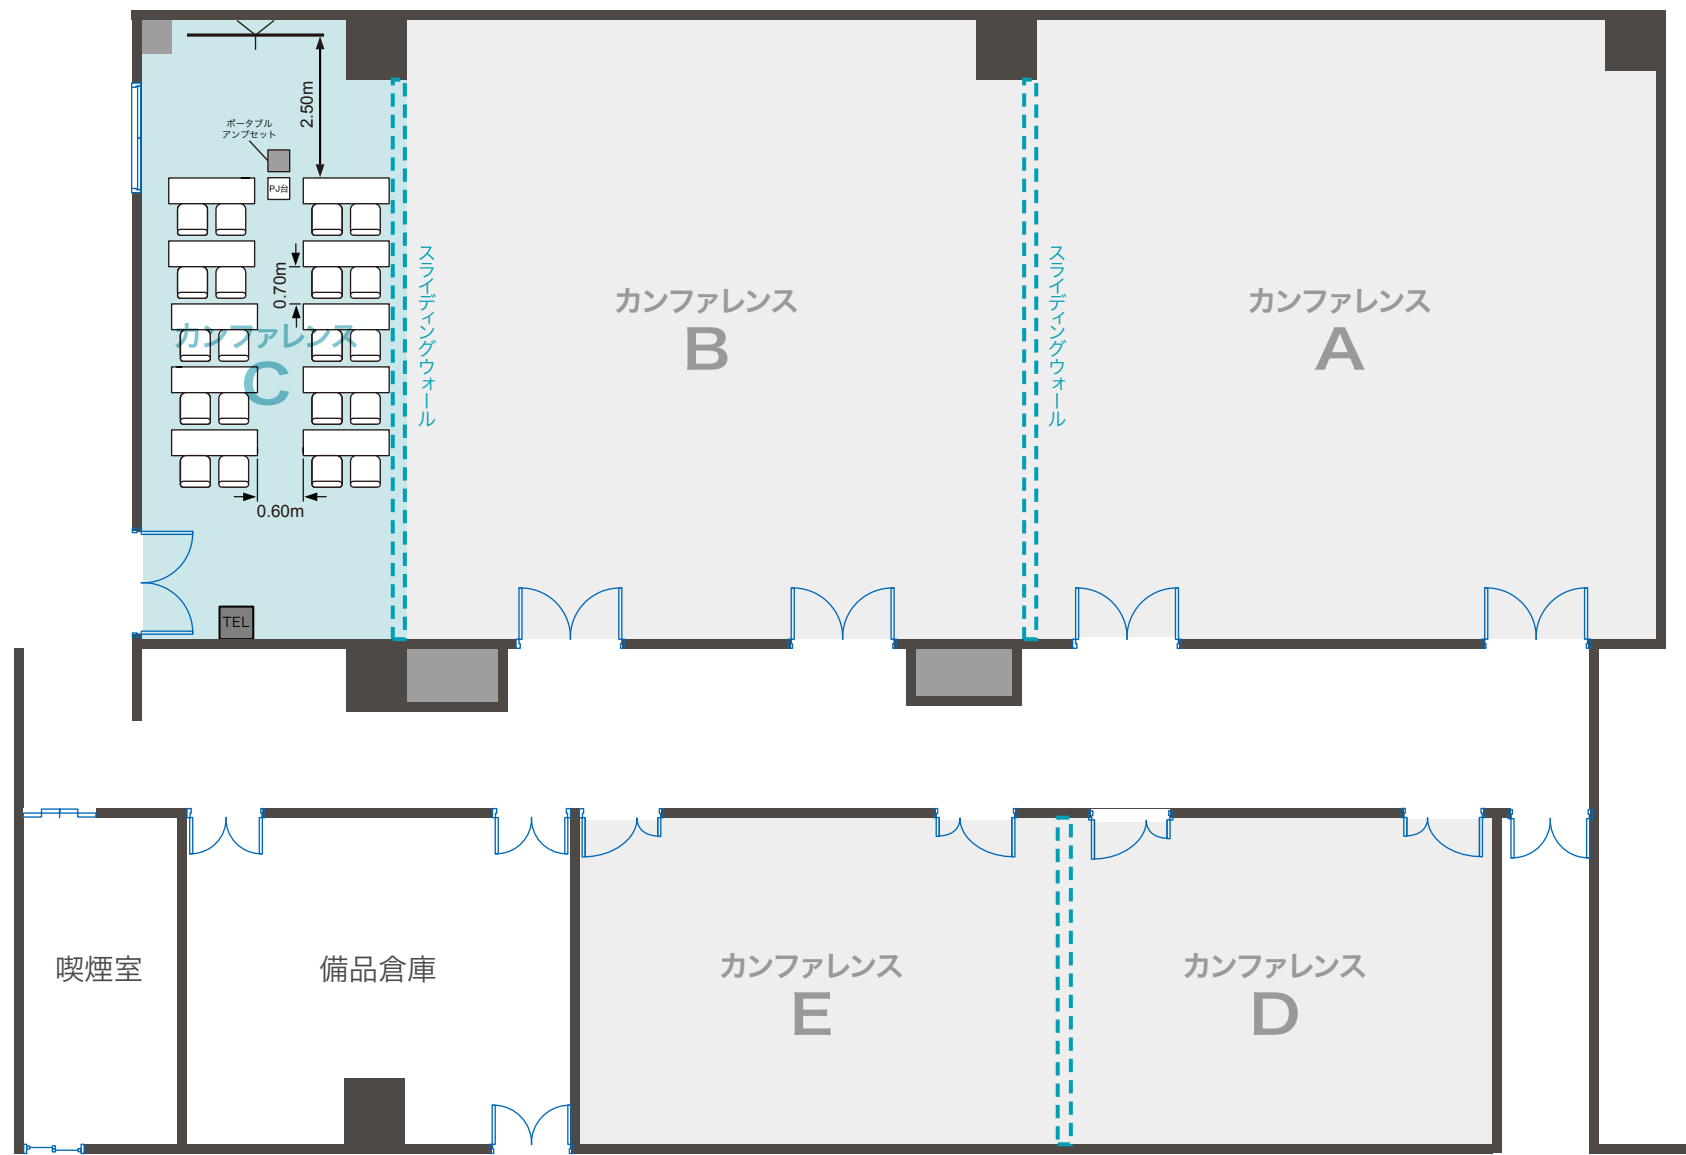 2.50m
ポータブル
アンプセット
PJ台
0.70m
カンファレンス
C
0.60m
TEL
スライディングウォール
カンファレンス
B
スライディングウォール
カンファレンス
A
喫煙室
備品倉庫
カンファレンス
E
カンファレンス
D